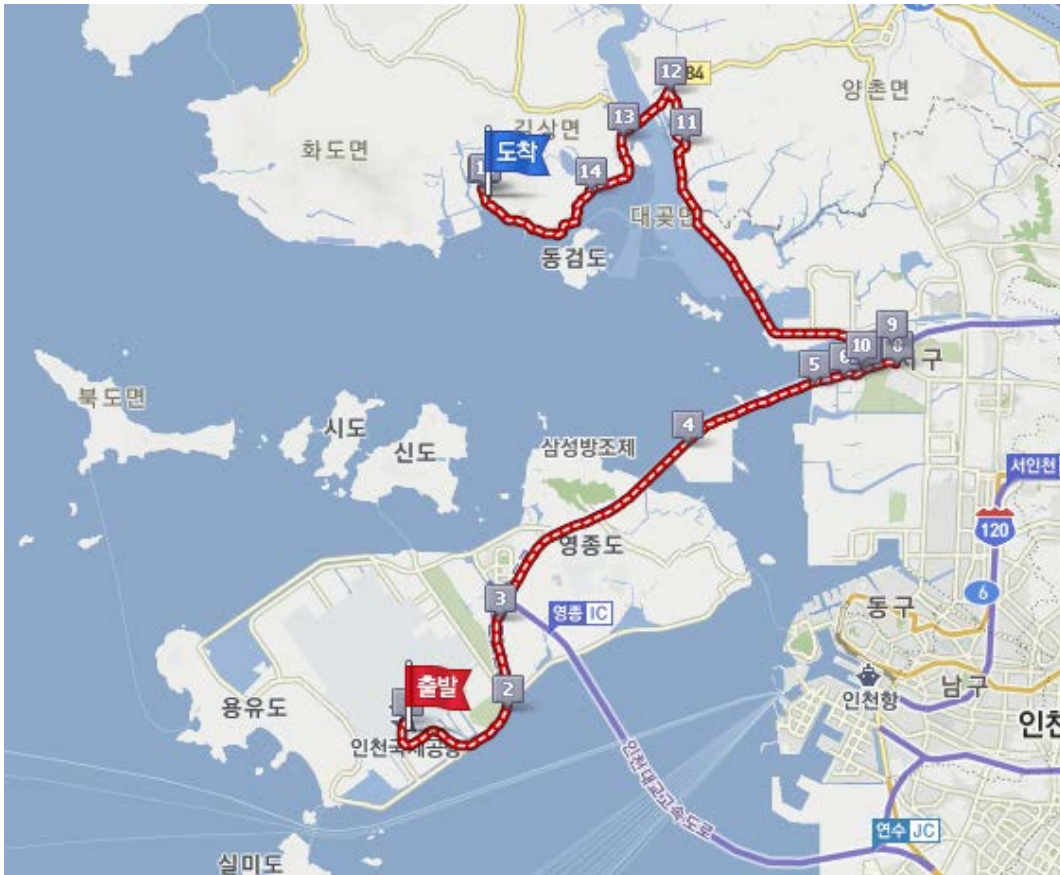 12
84
양촌면
13
11
길상면
화도면
도착
14
대곶면
동검도
9
10
8
서구
5
6
4
북도면
시도
신도
삼성방조제
서인천
120
영종도
6
3
영종 IC
동구
출발
2
용유도
인천국제공항
인천항
남구
인천
인천대교고속도로
연수 JC
실미도